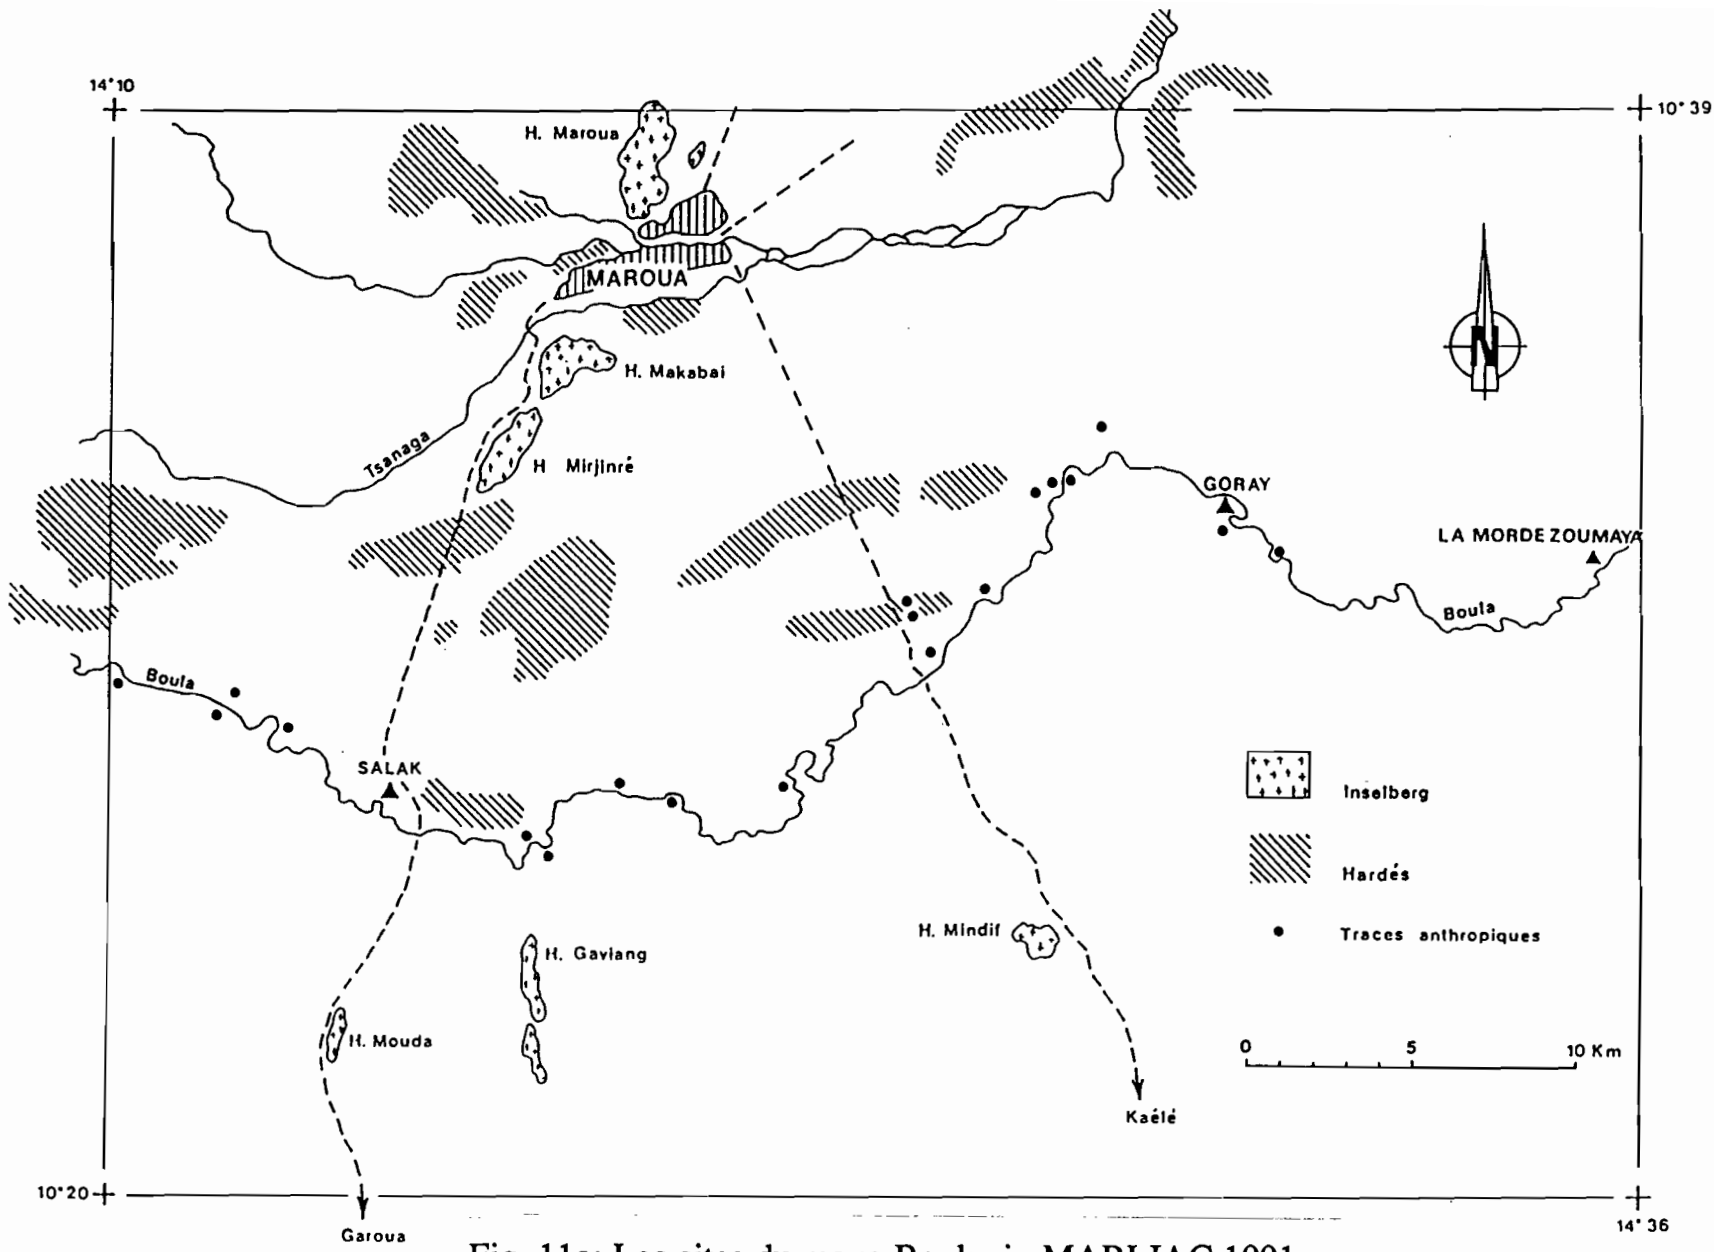 14°10
10°39
H. Maroua
MAROUA
H. Makabai
Tsanaga
H Mirjinré
GORAY
LA MORDE ZOUMAYA
Boula
Boula
SALAK
Inselberg
Hardés
H. Mindif
Traces anthropiques
H. Gaviang
H. Mouda
0 5 10 Km
Kaélé
10°20
14°36
Garoua